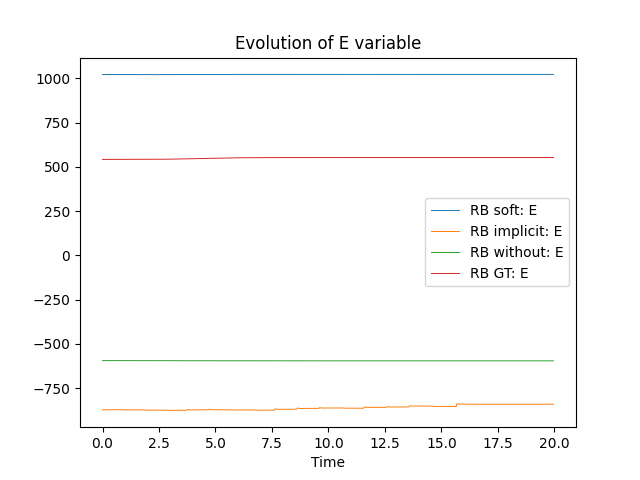 Evolution of E variable
1000
750
500
250
0
−250
−500
−750
RB soft: E
RB implicit: E
RB without: E
RB GT: E
0.0 2.5 5.0 7.5 10.0 12.5 15.0 17.5 20.0
Time